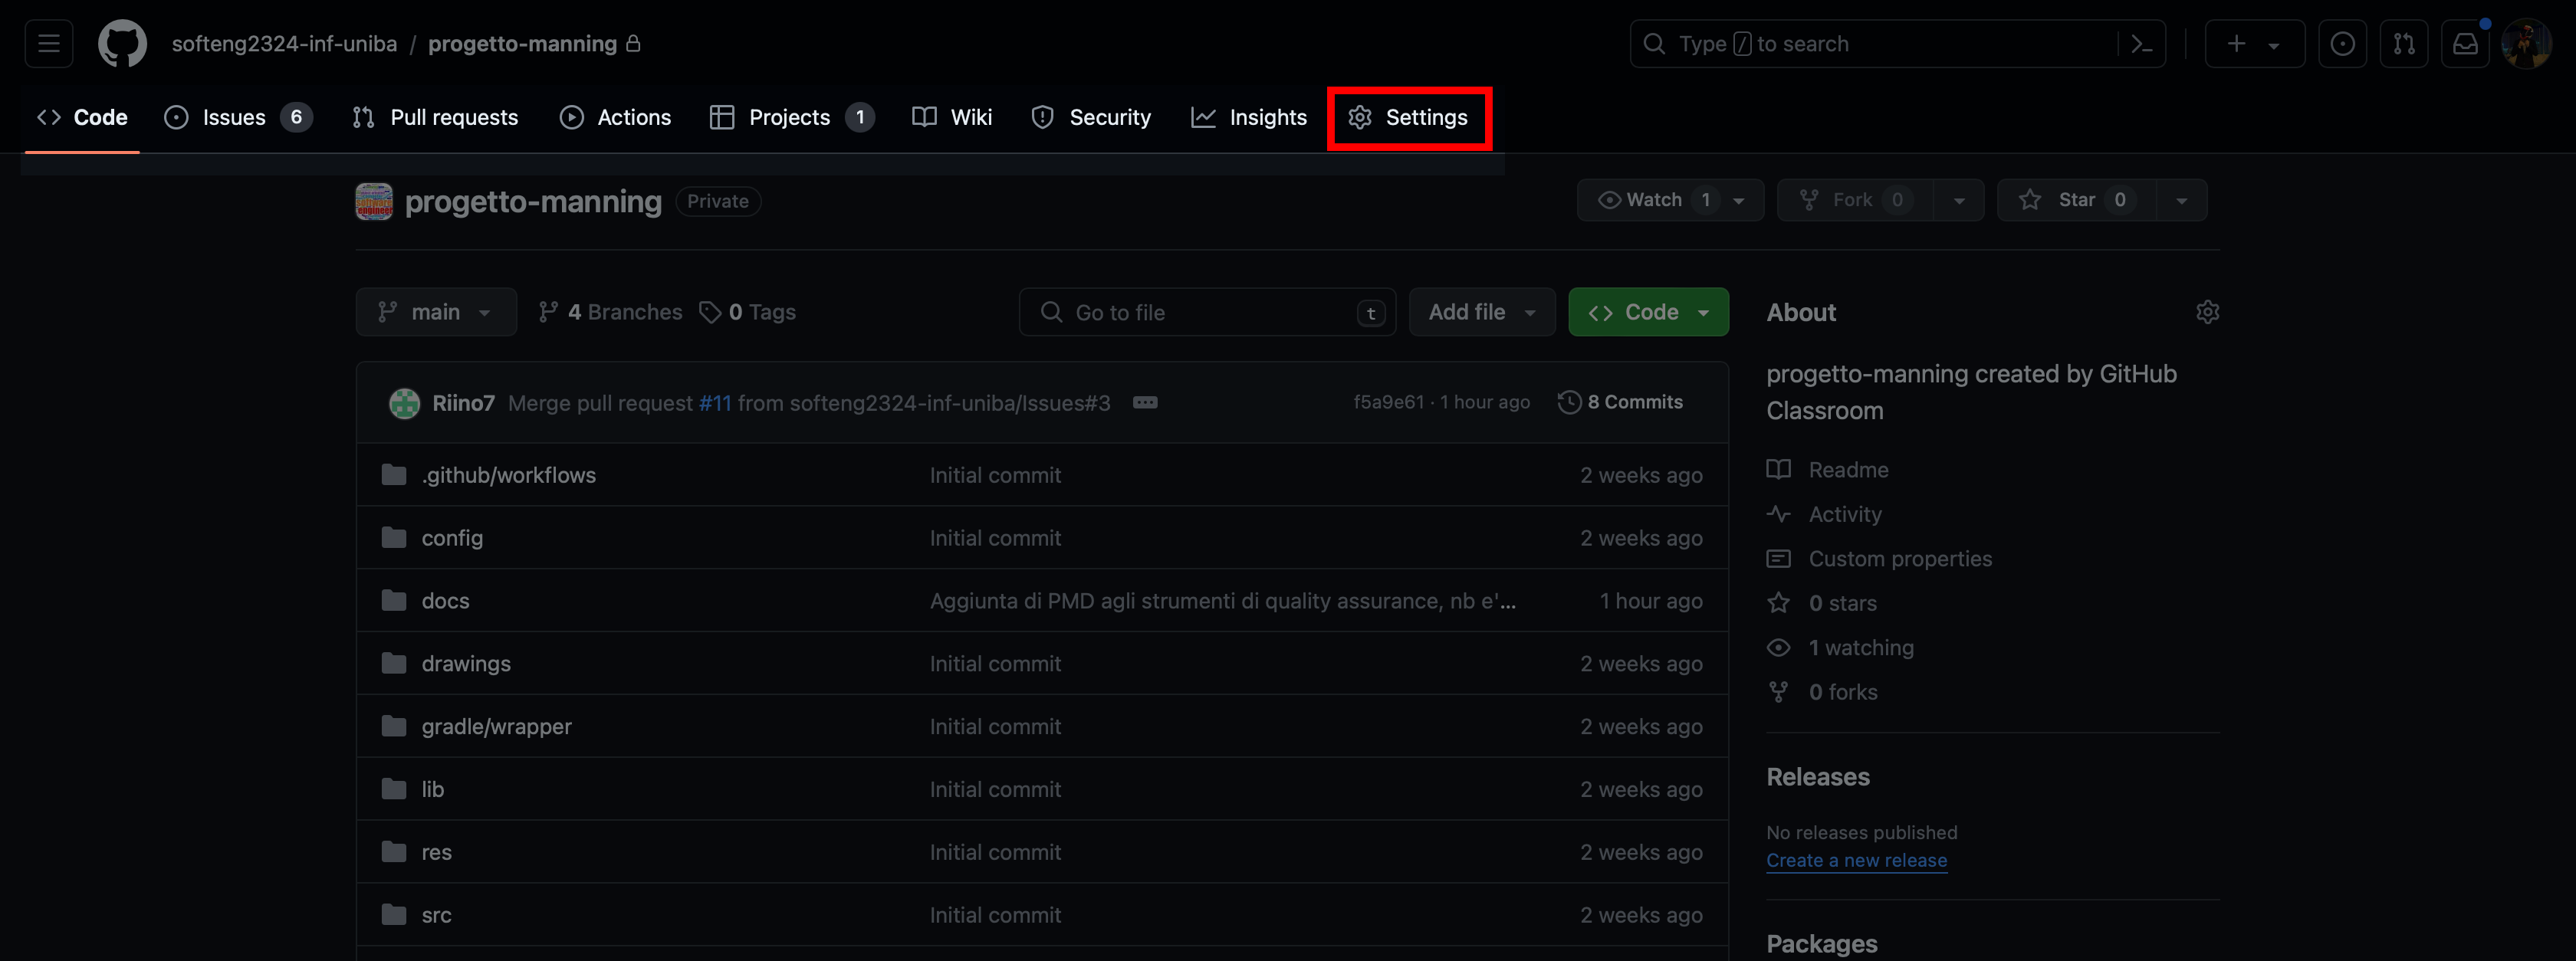 softeng2324-inf-uniba / progetto-manning
Type / to search
Code Issues 6 Pull requests Actions Projects 1 Wiki Security Insights Settings
progetto-manning Private
Watch 1 Fork 0 Star 0
main 4 Branches 0 Tags Go to file t Add file Code
Riino7 Merge pull request #11 from softeng2324-inf-uniba/Issues#3 ... f5a9e61 · 1 hour ago 8 Commits
.github/workflows Initial commit 2 weeks ago
config Initial commit 2 weeks ago
docs Aggiunta di PMD agli strumenti di quality assurance, nb e'... 1 hour ago
drawings Initial commit 2 weeks ago
gradle/wrapper Initial commit 2 weeks ago
lib Initial commit 2 weeks ago
res Initial commit 2 weeks ago
src Initial commit 2 weeks ago
About
progetto-manning created by GitHub
Classroom
Readme
Activity
Custom properties
0 stars
1 watching
0 forks
Releases
No releases published
Create a new release
Packages